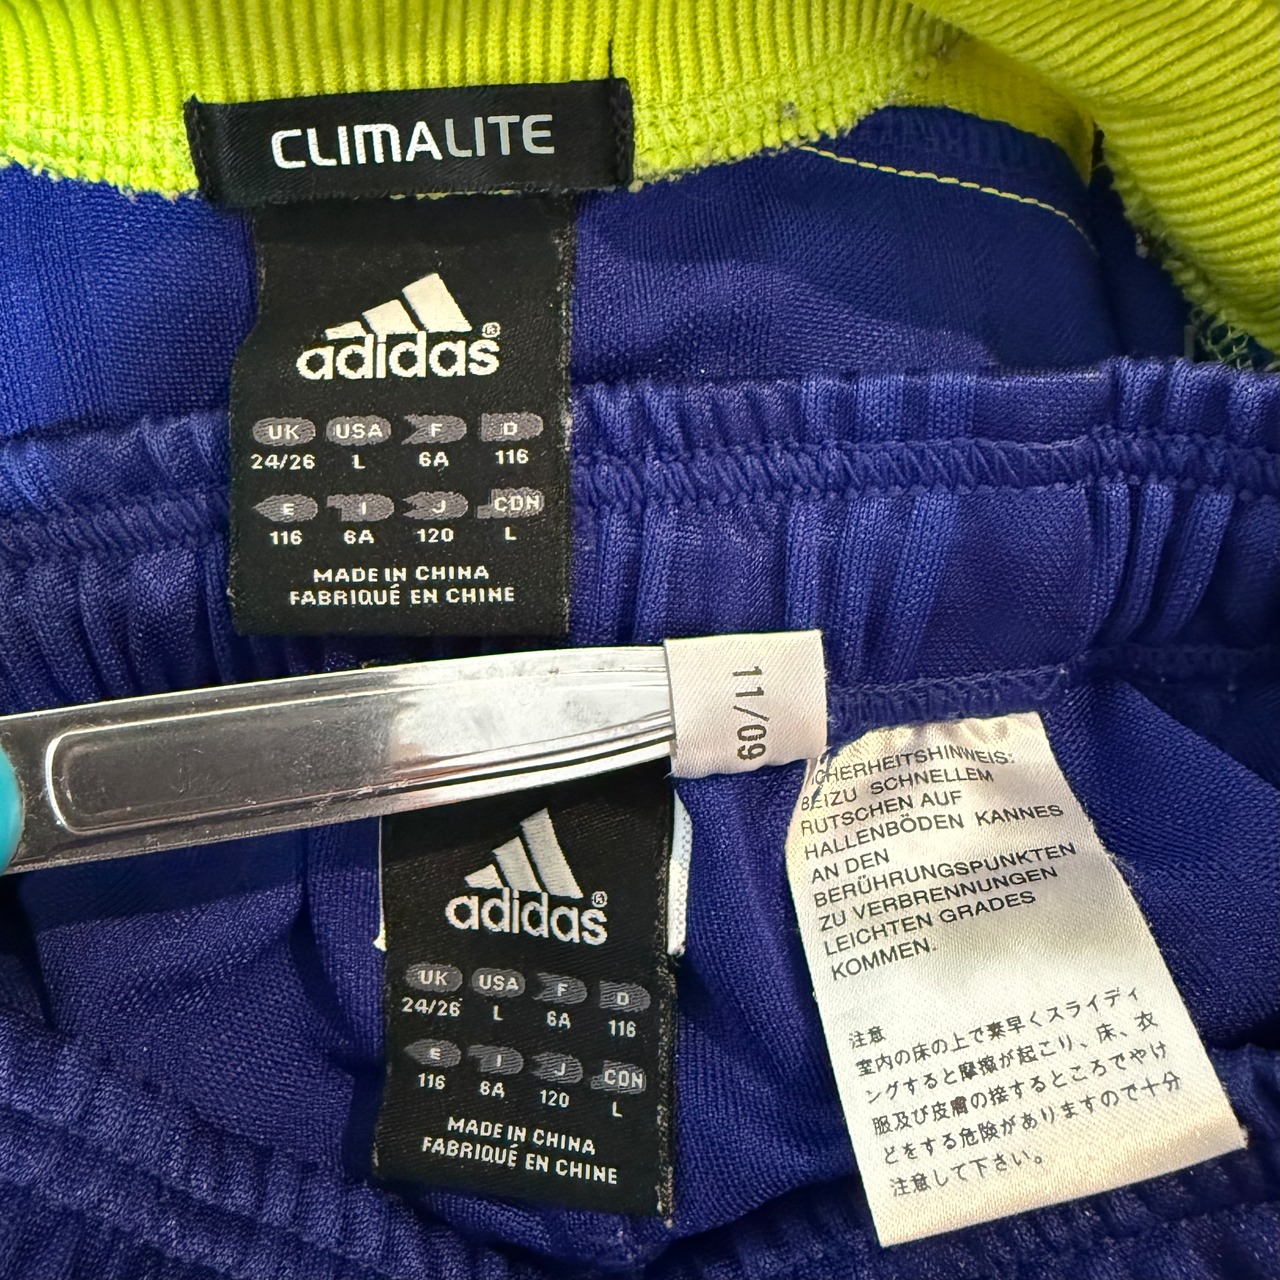 CLIMALITE
adidas®
UK USA F D
24/26 L 6A 116
E I J CDN
116 6A 120 L
MADE IN CHINA
FABRIQUÉ EN CHINE
11/09
adidas®
UK USA F D
24/26 L 6A 116
E I J CDN
116 6A 120 L
MADE IN CHINA
FABRIQUÉ EN CHINE
ICHERHEITSHINWEIS:
BEIZU SCHNELLEM
RUTSCHEN AUF
HALLENBÖDEN KANNES
AN DEN
BERÜHRUNGSPUNKTEN
ZU VERBRENNUNGEN
LEICHTEN GRADES
KOMMEN.
注意
室内の床の上で素早くスライディ
ングすると摩擦が起こり、床、衣
服及び皮膚の接するところでやけ
どをする危険がありますので十分
注意して下さい。